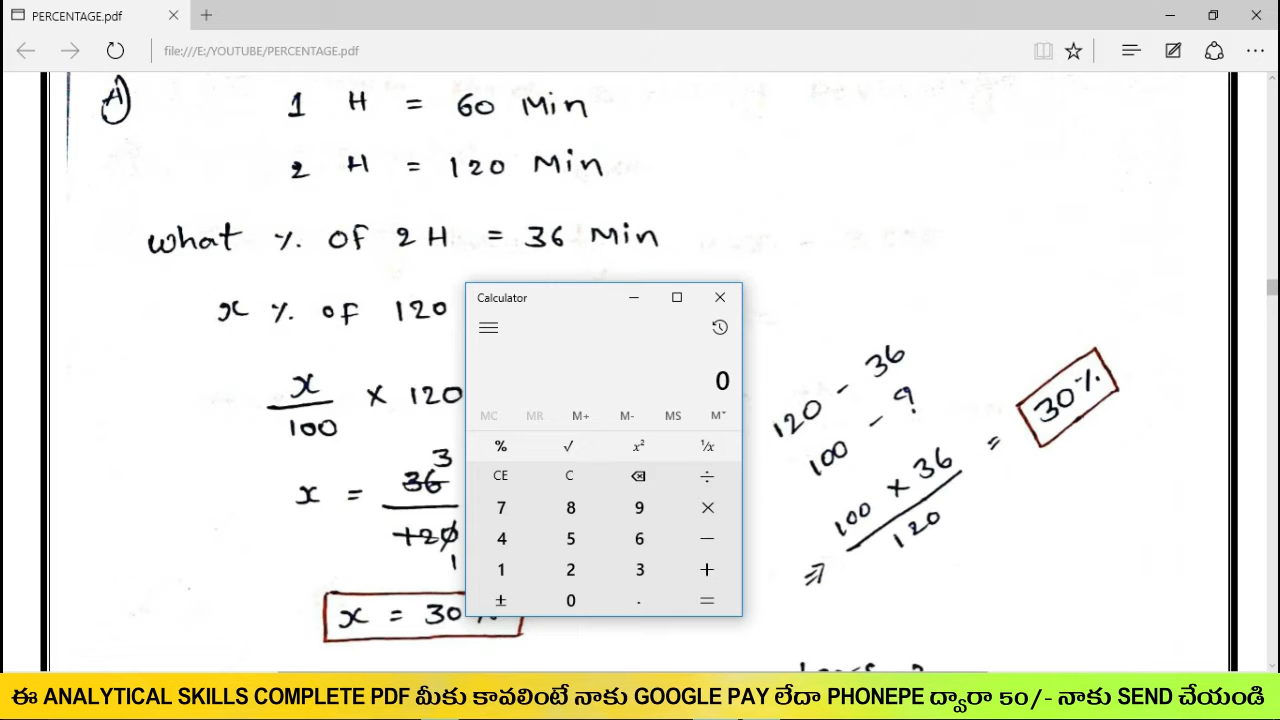 PERCENTAGE.pdf
file:///E:/YOUTUBE/PERCENTAGE.pdf
A)
1 H = 60 Min
2 H = 120 Min
what % of 2 H = 36 Min
x % of 120
x
100
× 120
x =
36
3
120
1
x = 30
120 - 36
100 - ?
⇒
100 × 36
120
=
30%
Calculator
0
MC MR M+ M- MS M˅
% √ x² ¹/x
CE C ⌫ ÷
7 8 9 ×
4 5 6 −
1 2 3 +
± 0 . =
ఈ ANALYTICAL SKILLS COMPLETE PDF మీకు కావలింటే నాకు GOOGLE PAY లేదా PHONEPE ద్వారా 50/- నాకు SEND చేయండి